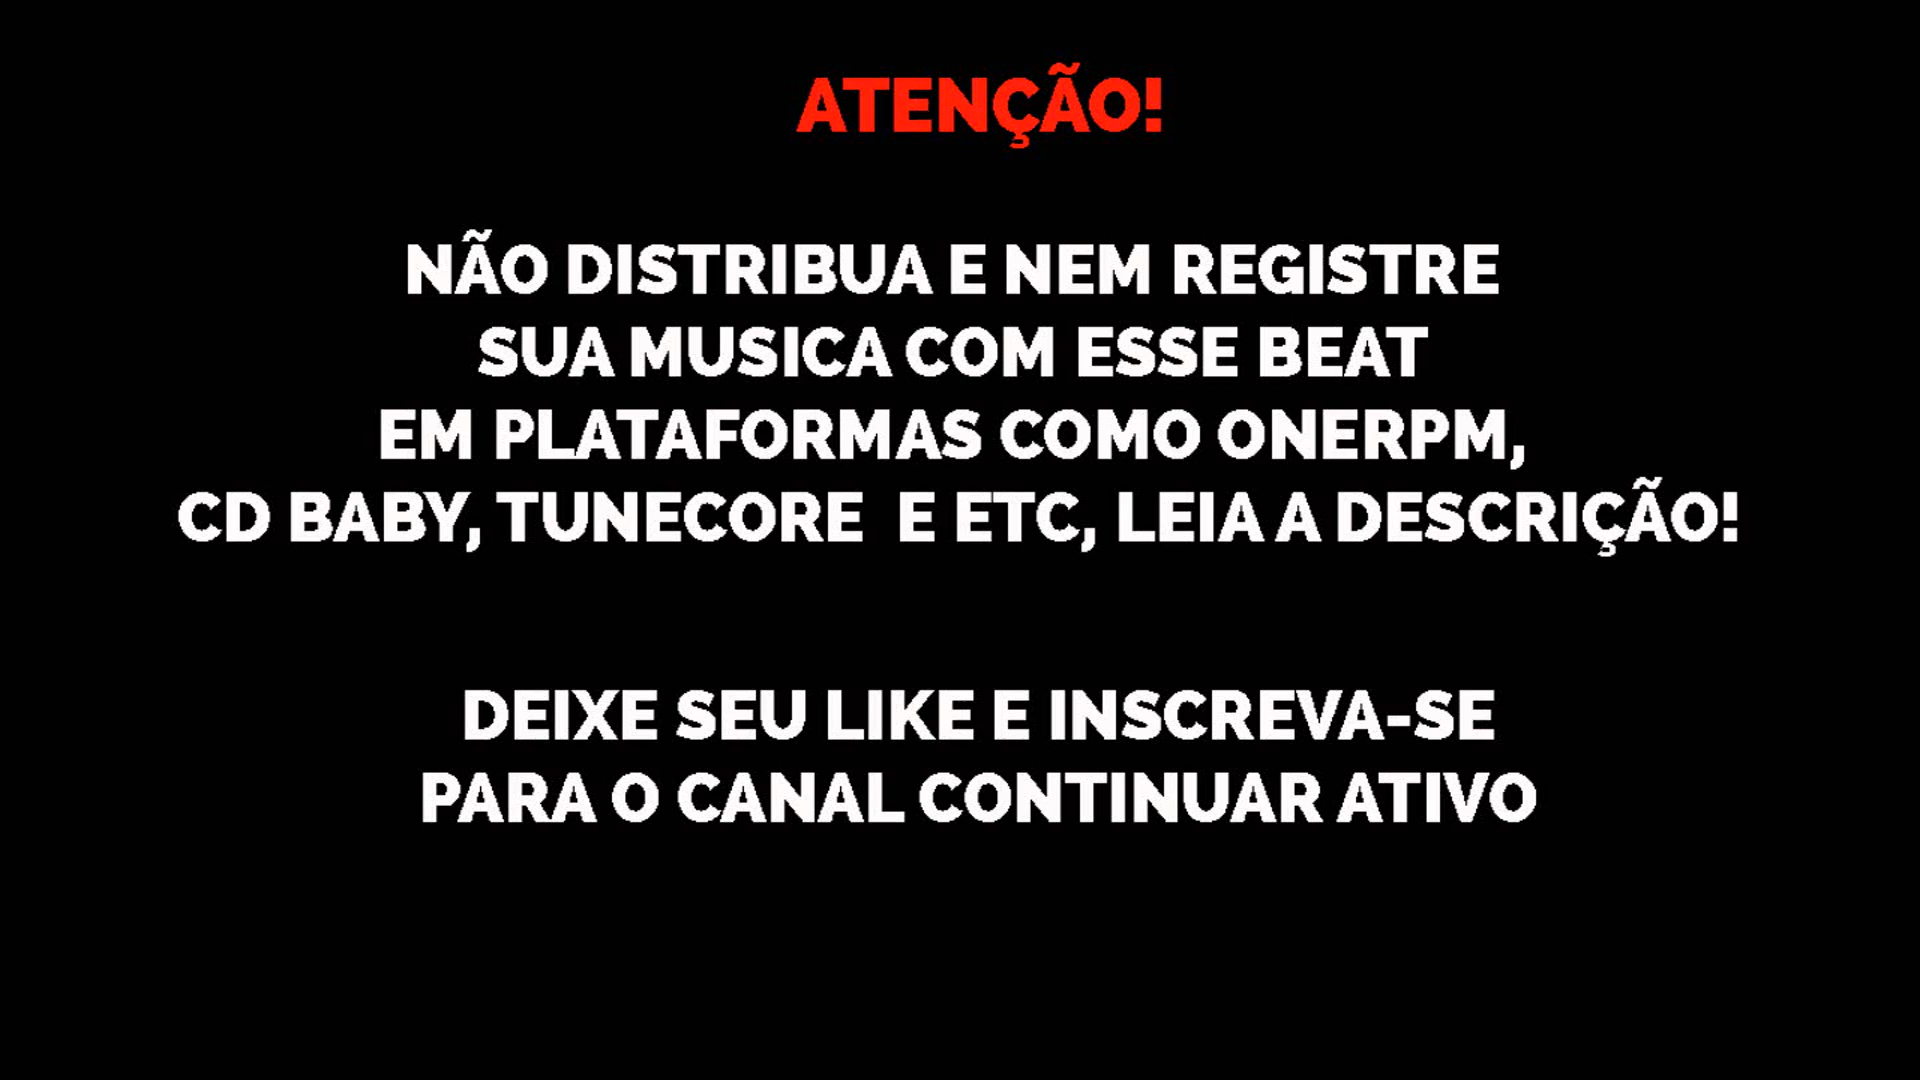 ATENÇÃO!
NÃO DISTRIBUA E NEM REGISTRE
SUA MUSICA COM ESSE BEAT
EM PLATAFORMAS COMO ONERPM,
CD BABY, TUNECORE E ETC, LEIA A DESCRIÇÃO!
DEIXE SEU LIKE E INSCREVA-SE
PARA O CANAL CONTINUAR ATIVO